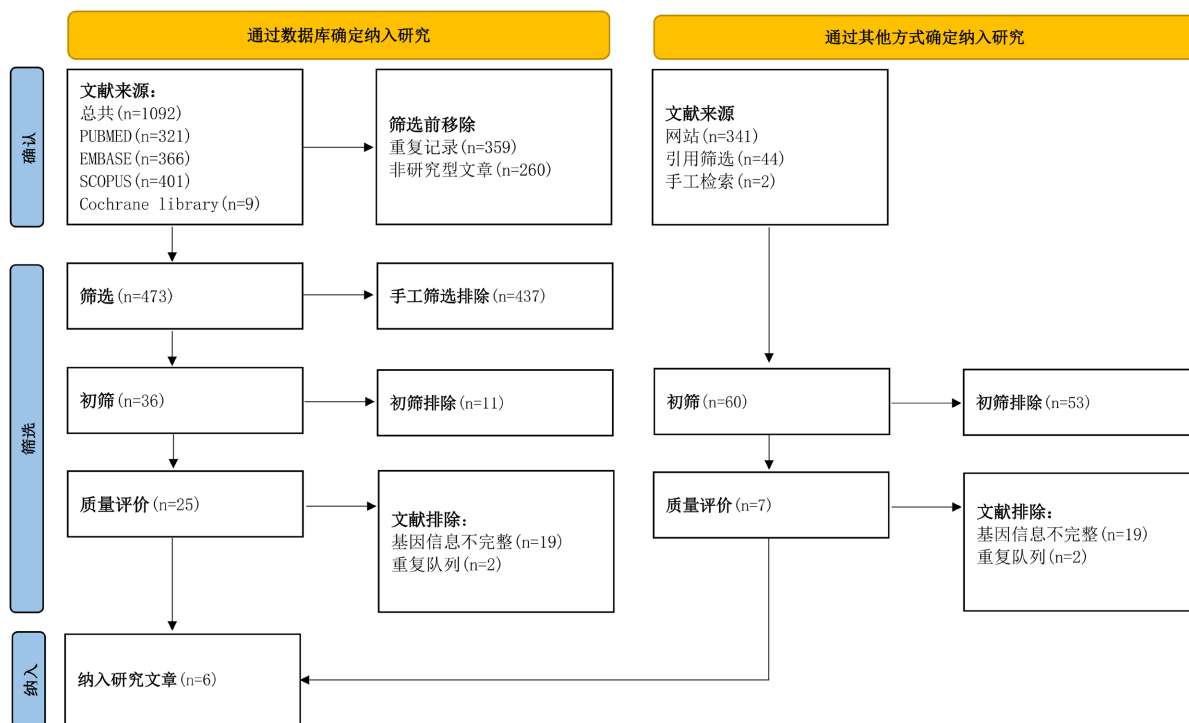 通过数据库确定纳入研究
通过其他方式确定纳入研究
确认
文献来源:
总共(n=1092)
PUBMED(n=321)
EMBASE(n=366)
SCOPUS(n=401)
Cochrane library(n=9)
筛选前移除
重复记录(n=359)
非研究型文章(n=260)
文献来源
网站(n=341)
引用筛选(n=44)
手工检索(n=2)
筛选
筛选(n=473)
手工筛选排除(n=437)
初筛(n=36)
初筛排除(n=11)
初筛(n=60)
初筛排除(n=53)
质量评价(n=25)
文献排除:
基因信息不完整(n=19)
重复队列(n=2)
质量评价(n=7)
文献排除:
基因信息不完整(n=19)
重复队列(n=2)
纳入
纳入研究文章(n=6)